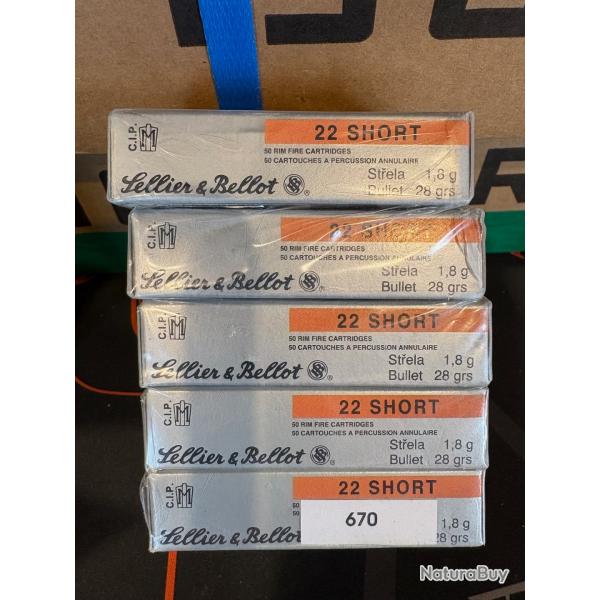 C.I.P.
22 SHORT
50 RIM FIRE CARTRIDGES
50 CARTOUCHES A PERCUSSION ANNULAIRE
Střela 1,8 g
Bullet 28 grs
Sellier & Bellot S&B ®
C.I.P.
22 SHORT
50 RIM FIRE CARTRIDGES
50 CARTOUCHES A PERCUSSION ANNULAIRE
Střela 1,8 g
Bullet 28 grs
Sellier & Bellot S&B ®
C.I.P.
22 SHORT
50 RIM FIRE CARTRIDGES
50 CARTOUCHES A PERCUSSION ANNULAIRE
Střela 1,8 g
Bullet 28 grs
Sellier & Bellot S&B ®
C.I.P.
22 SHORT
50 RIM FIRE CARTRIDGES
50 CARTOUCHES A PERCUSSION ANNULAIRE
Střela 1,8 g
Bullet 28 grs
Sellier & Bellot S&B ®
C.I.P.
22 SHORT
50
50
670
1,8 g
28 grs
Sellier & Bellot
NaturaBuy